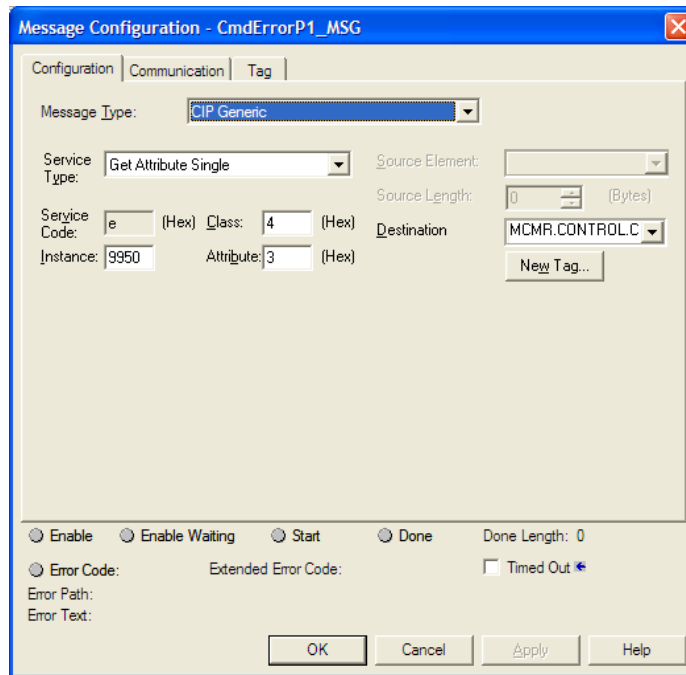 Message Configuration - CmdErrorP1_MSG
Configuration Communication Tag
Message Type: CIP Generic
Service Type: Get Attribute Single Source Element:
Source Length: 0 (Bytes)
Service Code: e (Hex) Class: 4 (Hex) Destination MCMR.CONTROL.C
Instance: 9950 Attribute: 3 (Hex) New Tag...
Enable Enable Waiting Start Done Done Length: 0
Error Code: Extended Error Code: Timed Out
Error Path:
Error Text:
OK Cancel Apply Help